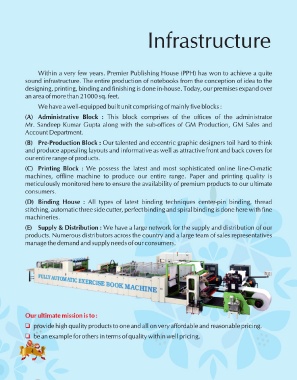 Infrastructure
Within a very few years. Premier Publishing House (PPH) has won to achieve a quite
sound infrastructure. The entire production of notebooks from the conception of idea to the
designing, printing, binding and finishing is done in-house. Today, our premises expand over
an area of more than 21000 sq. feet.
We have a well-equipped built unit comprising of mainly five blocks :
(A) Administrative Block : This block comprises of the offices of the administrator
Mr. Sandeep Kumar Gupta along with the sub-offices of GM Production, GM Sales and
Account Department.
(B) Pre-Production Block : Our talented and eccentric graphic designers toil hard to think
and produce appealing layouts and informative as well as attractive front and back covers for
our entire range of products.
(C) Printing Block : We possess the latest and most sophisticated online line-O-matic
machines, offline machine to produce our entire range. Paper and printing quality is
meticulously monitored here to ensure the availability of premium products to our ultimate
consumers.
(D) Binding House : All types of latest binding techniques center-pin binding, thread
stitching, automatic three side cutter, perfect binding and spiral binding is done here with fine
machineries.
(E) Supply & Distribution : We have a large network for the supply and distribution of our
products. Numerous distributors across the country and a large team of sales representatives
manage the demand and supply needs of our consumers.
FULLY AUTOMATIC EXERCISE BOOK MACHINE
Our ultimate mission is to :
❑ provide high quality products to one and all on very affordable and reasonable pricing.
❑ be an example for others in terms of quality within well pricing.